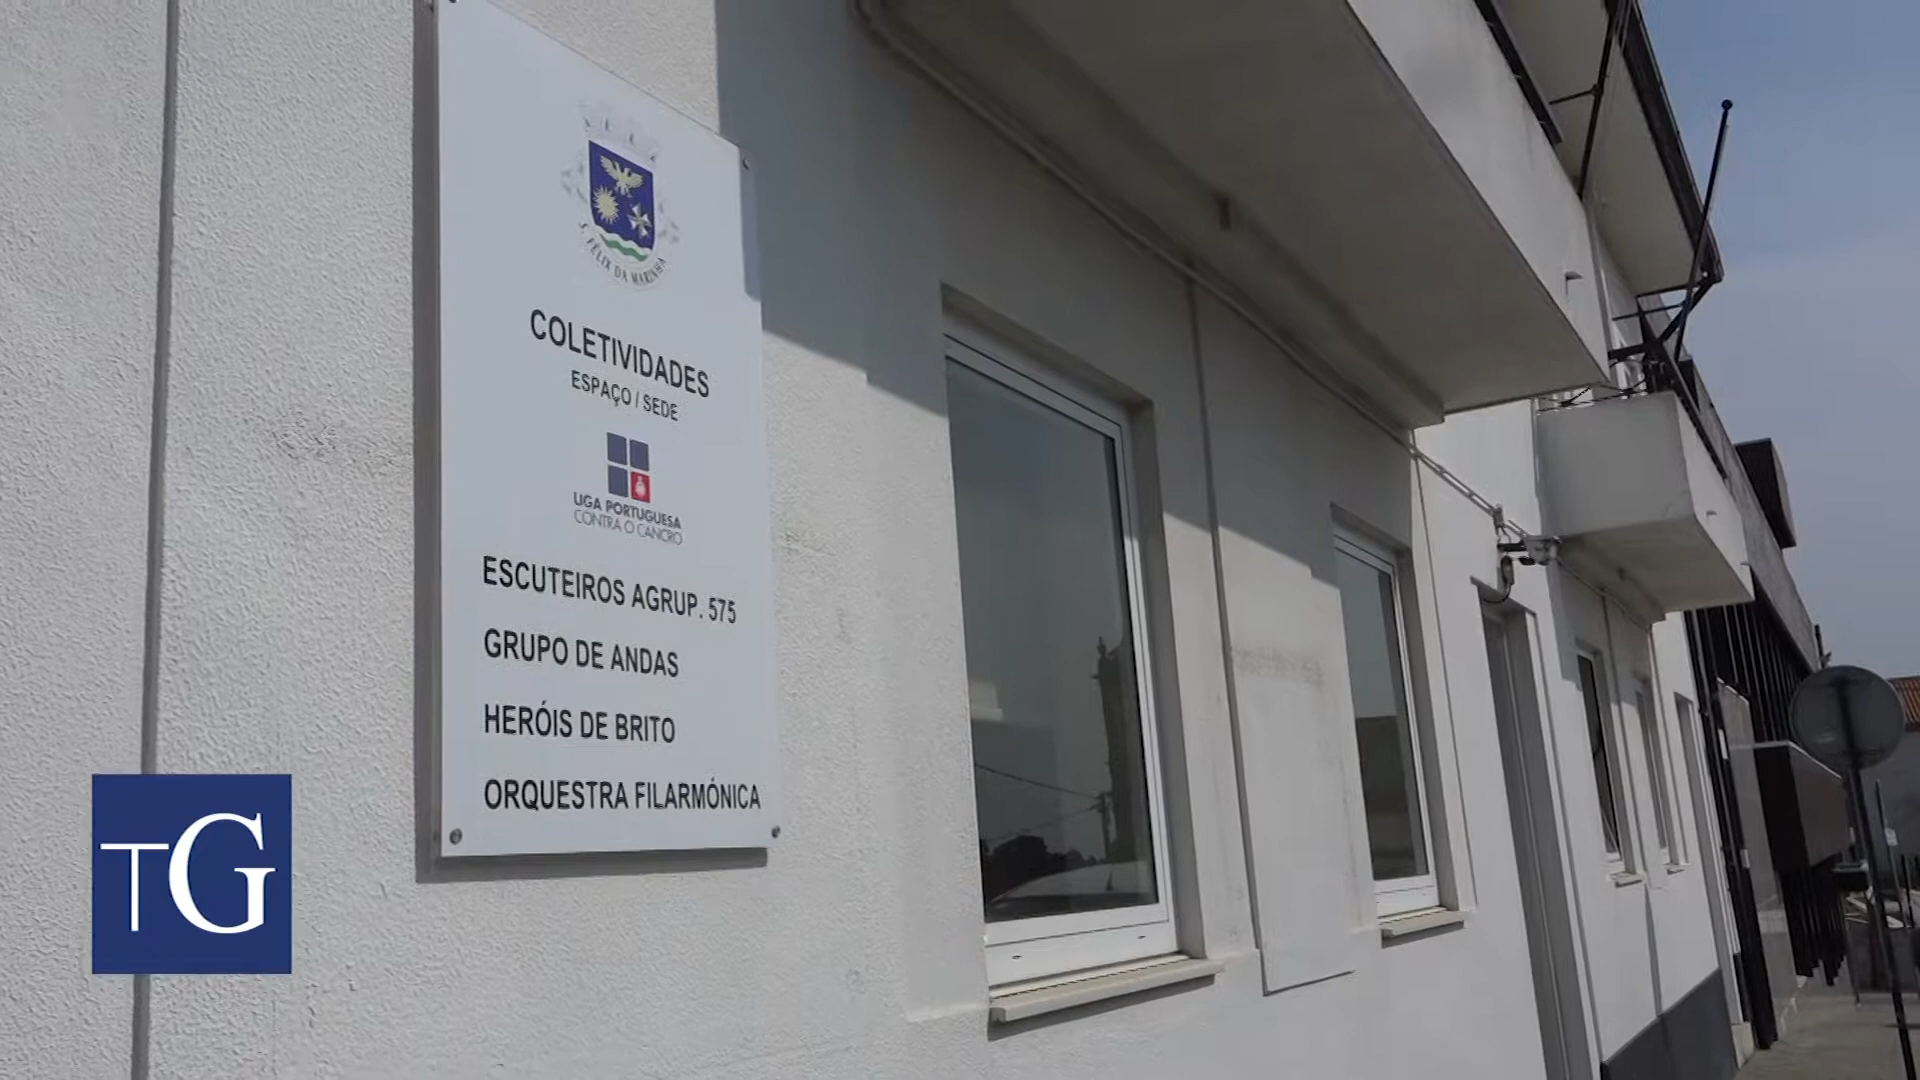 S. FÉLIX DA MARINHA
COLETIVIDADES
ESPAÇO / SEDE
LIGA PORTUGUESA
CONTRA O CANCRO
ESCUTEIROS AGRUP. 575
GRUPO DE ANDAS
HERÓIS DE BRITO
ORQUESTRA FILARMÓNICA
TG